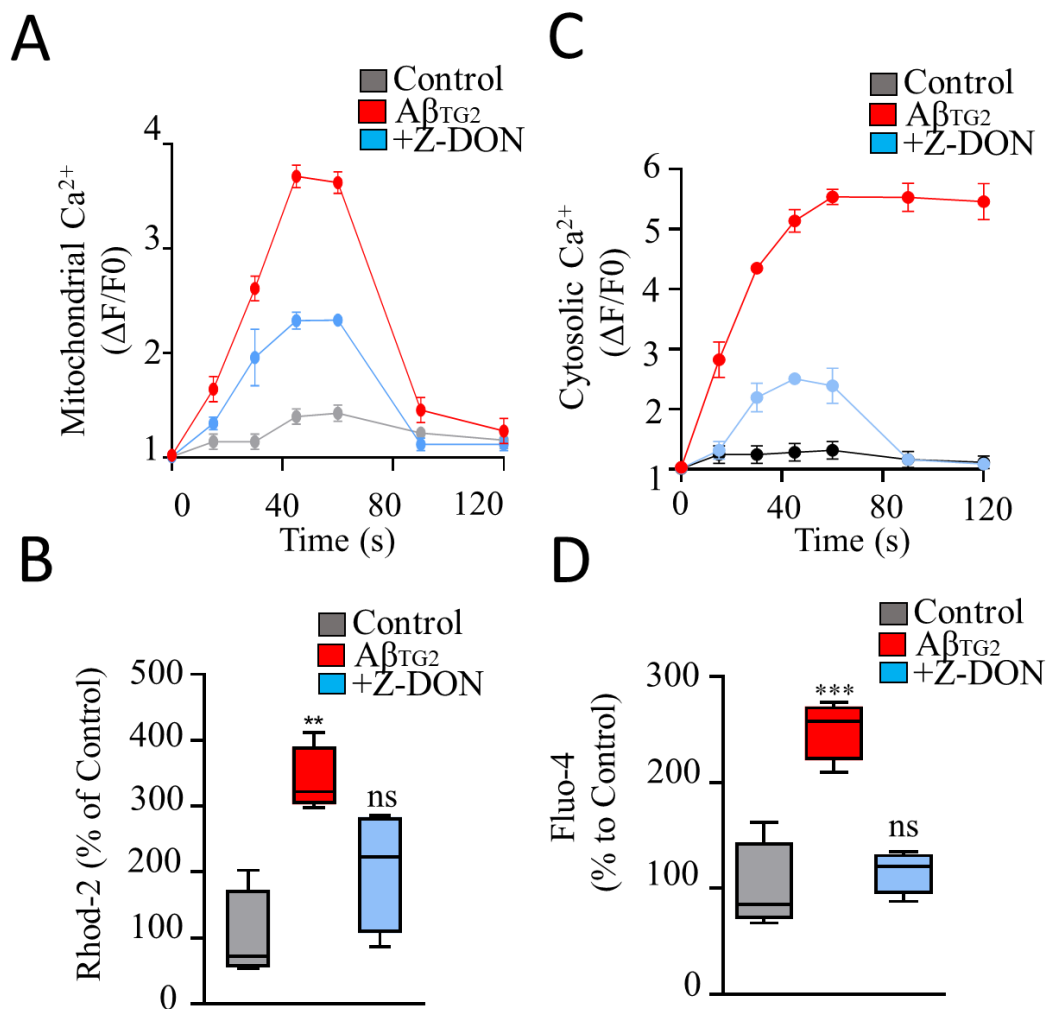 A
Control
AβTG2
+Z-DON
Mitochondrial Ca²⁺
(ΔF/F0)
4
3
2
1
0
40
80
120
Time (s)
C
Control
AβTG2
+Z-DON
Cytosolic Ca²⁺
(ΔF/F0)
6
5
4
3
2
1
0
40
80
120
Time (s)
B
Control
AβTG2
+Z-DON
Rhod-2 (% of Control)
500
400
300
200
100
0
**
ns
D
Control
AβTG2
+Z-DON
Fluo-4
(% to Control)
300
200
100
0
***
ns